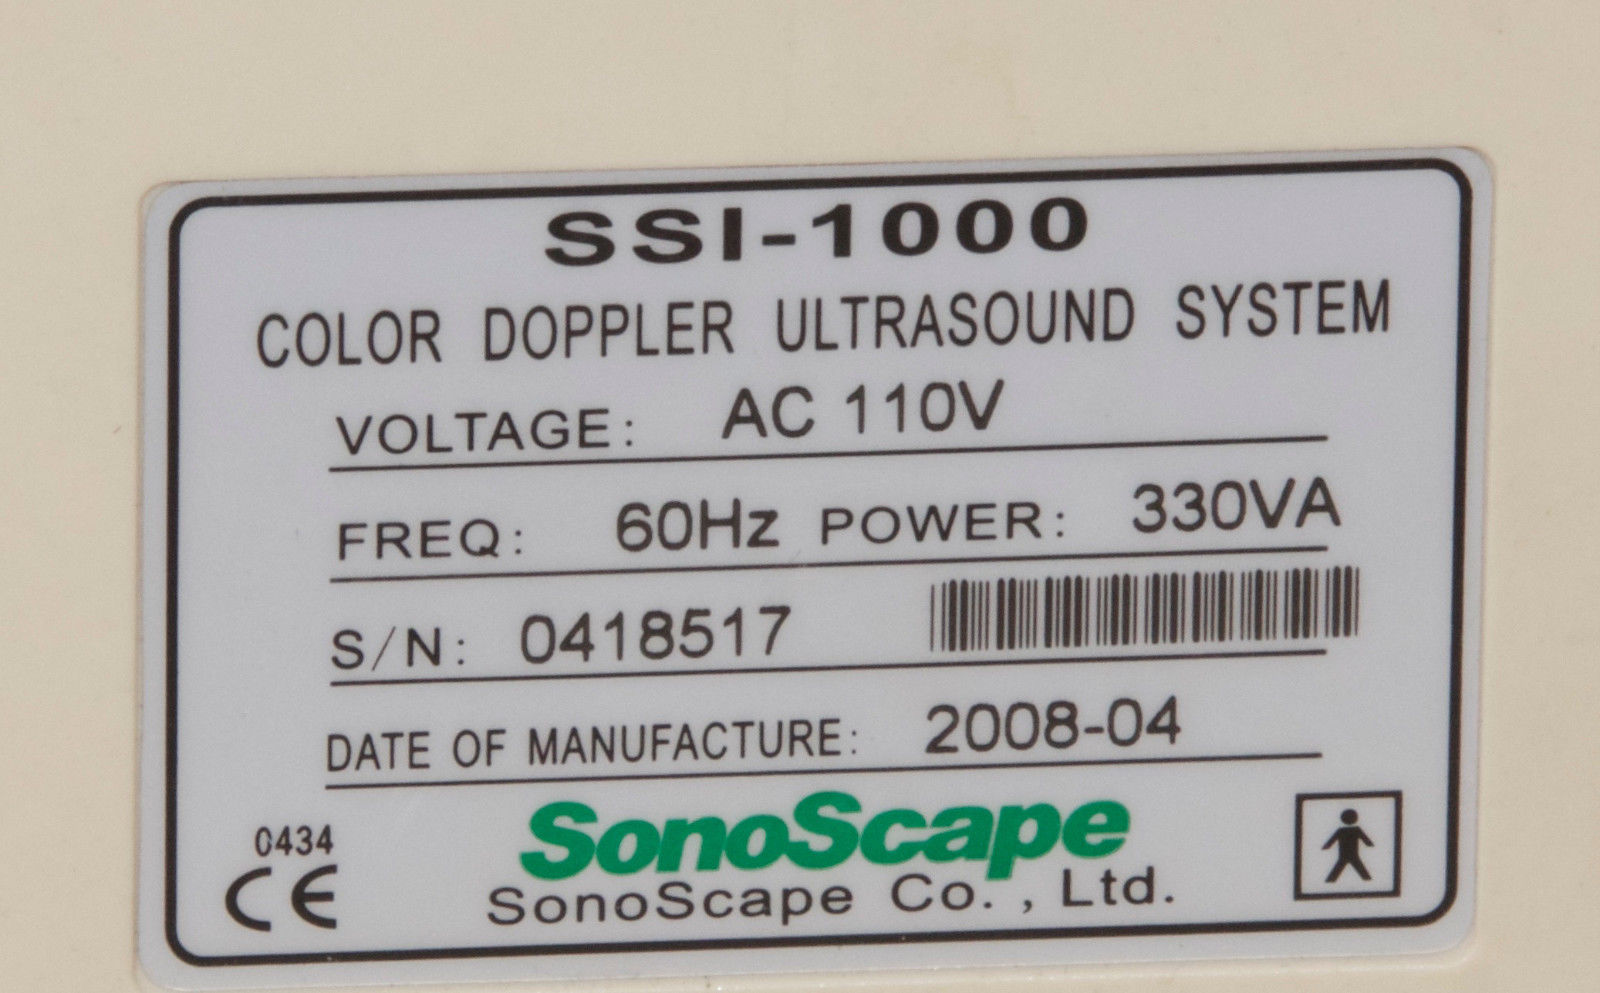 SSI-1000
COLOR DOPPLER ULTRASOUND SYSTEM
VOLTAGE: AC 110V
FREQ: 60Hz POWER: 330VA
S/N: 0418517
DATE OF MANUFACTURE: 2008-04
0434
CE
SonoScape
SonoScape Co. , Ltd.